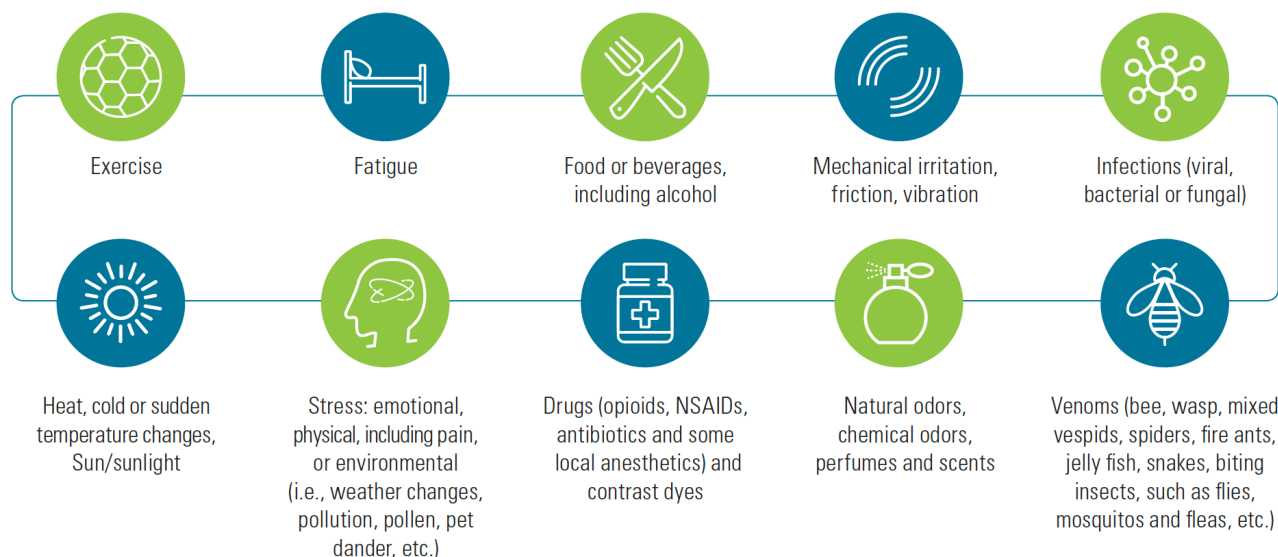 Exercise
Fatigue
Food or beverages,
including alcohol
Mechanical irritation,
friction, vibration
Infections (viral,
bacterial or fungal)
Heat, cold or sudden
temperature changes,
Sun/sunlight
Stress: emotional,
physical, including pain,
or environmental
(i.e., weather changes,
pollution, pollen, pet
dander, etc.)
Drugs (opioids, NSAIDs,
antibiotics and some
local anesthetics) and
contrast dyes
Natural odors,
chemical odors,
perfumes and scents
Venoms (bee, wasp, mixed
vespids, spiders, fire ants,
jelly fish, snakes, biting
insects, such as flies,
mosquitos and fleas, etc.)